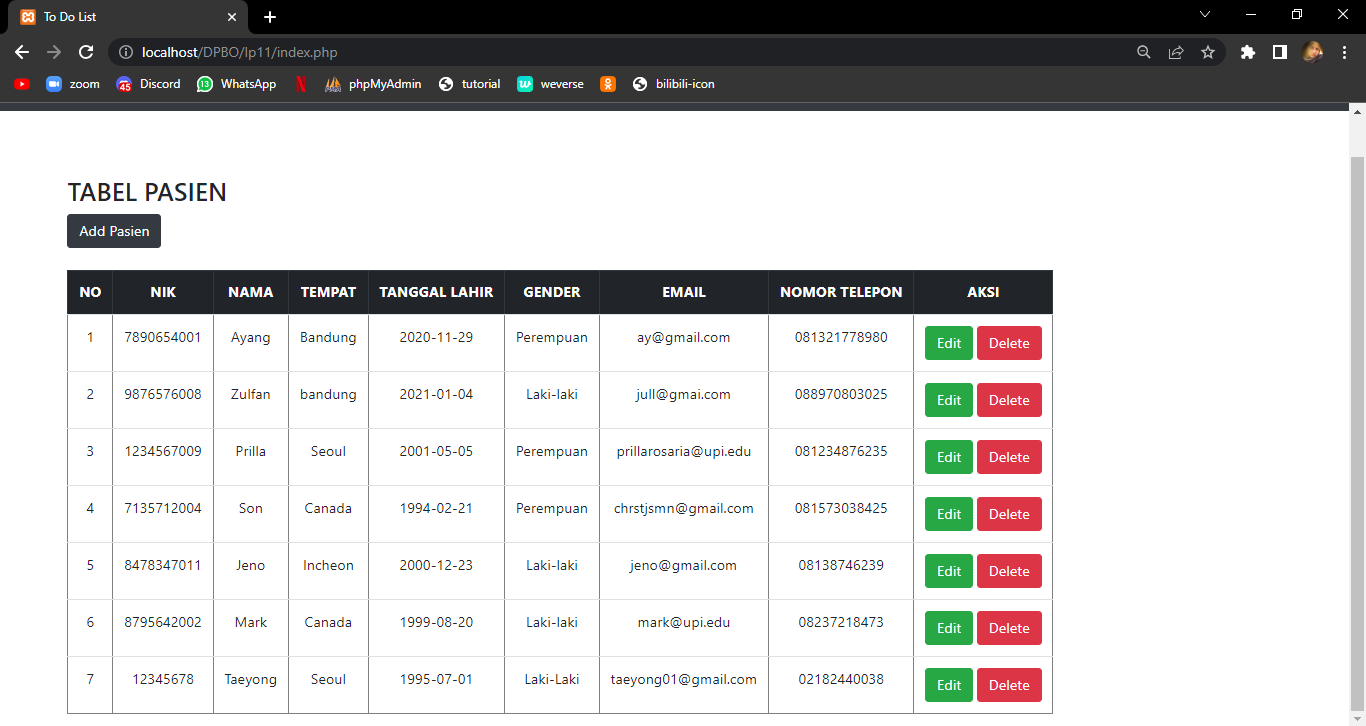 To Do List
localhost/DPBO/lp11/index.php
45 13
zoom Discord WhatsApp phpMyAdmin tutorial weverse bilibili-icon
TABEL PASIEN
Add Pasien
NO NIK NAMA TEMPAT TANGGAL LAHIR GENDER EMAIL NOMOR TELEPON AKSI
1 7890654001 Ayang Bandung 2020-11-29 Perempuan ay@gmail.com 081321778980 Edit Delete
2 9876576008 Zulfan bandung 2021-01-04 Laki-laki jull@gmai.com 088970803025 Edit Delete
3 1234567009 Prilla Seoul 2001-05-05 Perempuan prillarosaria@upi.edu 081234876235 Edit Delete
4 7135712004 Son Canada 1994-02-21 Perempuan chrstjsmn@gmail.com 081573038425 Edit Delete
5 8478347011 Jeno Incheon 2000-12-23 Laki-laki jeno@gmail.com 08138746239 Edit Delete
6 8795642002 Mark Canada 1999-08-20 Laki-laki mark@upi.edu 08237218473 Edit Delete
7 12345678 Taeyong Seoul 1995-07-01 Laki-Laki taeyong01@gmail.com 02182440038 Edit Delete